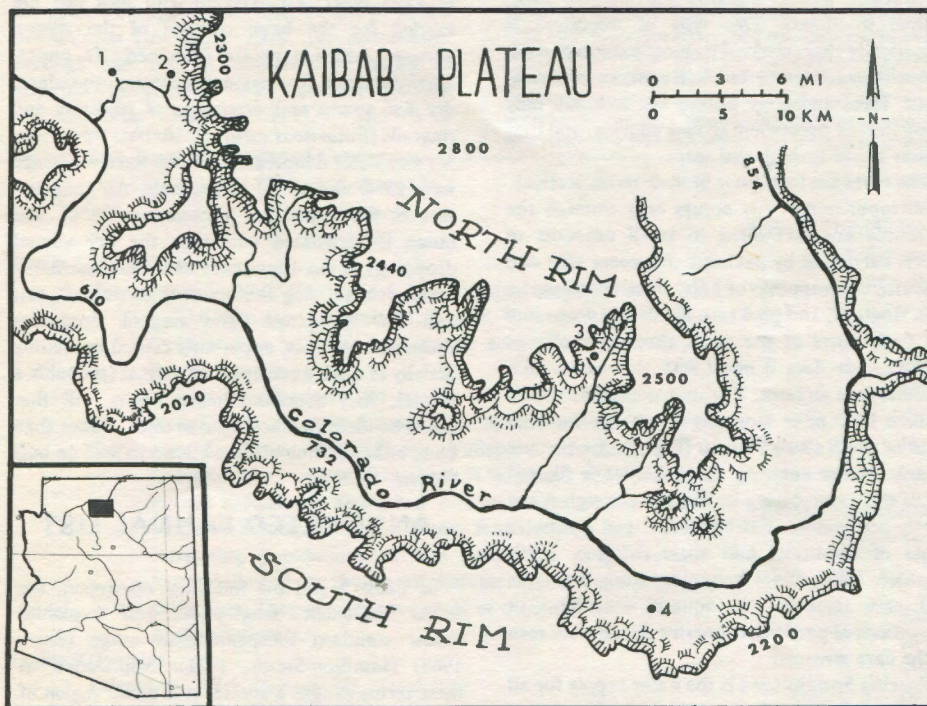 KAIBAB PLATEAU
1
2
2300
0 3 6 MI
0 5 10 KM
-N-
2800
854
NORTH RIM
2440
610
3
2500
2020
Colorado River
732
SOUTH RIM
4
2200